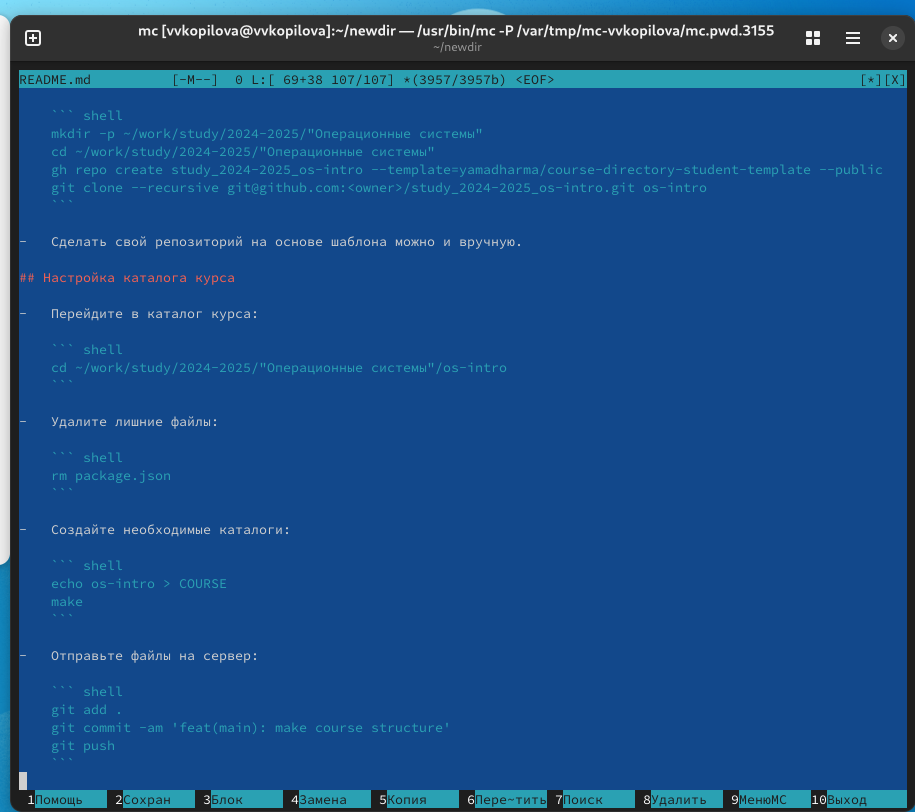 mc [vvkopilova@vvkopilova]:~/newdir — /usr/bin/mc -P /var/tmp/mc-vvkopilova/mc.pwd.3155
~/newdir
README.md [-M--] 0 L:[ 69+38 107/107] *(3957/3957b) <EOF> [*][X]
``` shell
mkdir -p ~/work/study/2024-2025/"Операционные системы"
cd ~/work/study/2024-2025/"Операционные системы"
gh repo create study_2024-2025_os-intro --template=yamadharma/course-directory-student-template --public
git clone --recursive git@github.com:<owner>/study_2024-2025_os-intro.git os-intro
```
- Сделать свой репозиторий на основе шаблона можно и вручную.
## Настройка каталога курса
- Перейдите в каталог курса:
``` shell
cd ~/work/study/2024-2025/"Операционные системы"/os-intro
```
- Удалите лишние файлы:
``` shell
rm package.json
```
- Создайте необходимые каталоги:
``` shell
echo os-intro > COURSE
make
```
- Отправьте файлы на сервер:
``` shell
git add .
git commit -am 'feat(main): make course structure'
git push
```
1Помощь 2Сохран 3Блок 4Замена 5Копия 6Пере~тить 7Поиск 8Удалить 9МенюMC 10Выход